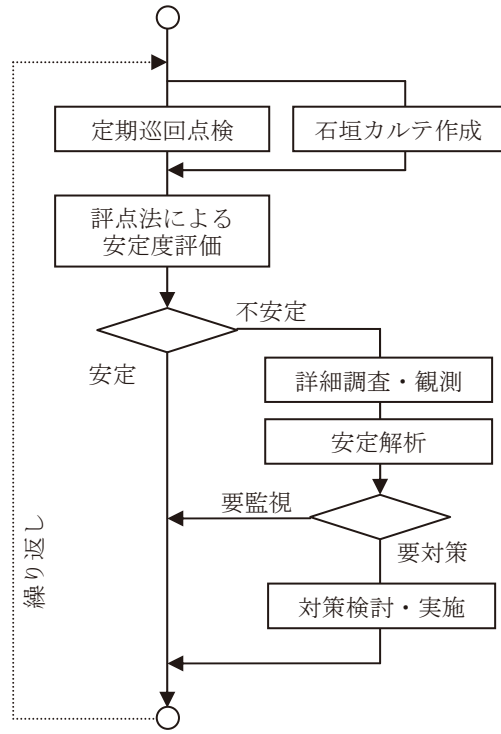 定期巡回点検
石垣カルテ作成
評点法による
安定度評価
不安定
安定
詳細調査・観測
安定解析
要監視
要対策
対策検討・実施
繰り返し